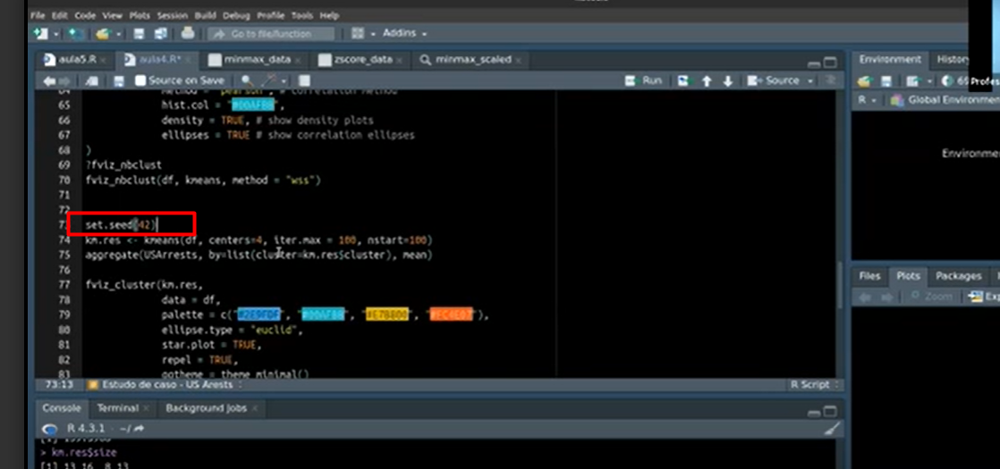 File Edit Code View Plots Session Build Debug Profile Tools Help
Go to file/function Addins
aula5.R aula4.R* minmax_data zscore_data minmax_scaled
Source on Save Run Source
64 method = "pearson", # correlation method
65 hist.col = "#00AFBB",
66 density = TRUE, # show density plots
67 ellipses = TRUE # show correlation ellipses
68 )
69 ?fviz_nbclust
70 fviz_nbclust(df, kmeans, method = "wss")
71
72
73 set.seed(42)
74 km.res <- kmeans(df, centers=4, iter.max = 100, nstart=100)
75 aggregate(USArrests, by=list(cluster=km.res$cluster), mean)
76
77 fviz_cluster(km.res,
78 data = df,
79 palette = c("#2E9FDF", "#00AFBB", "#E7B800", "#FC4E07"),
80 ellipse.type = "euclid",
81 star.plot = TRUE,
82 repel = TRUE,
83 ggtheme = theme_minimal()
73:13 Estudo de caso - US Arests R Script
Console Terminal Background Jobs
R 4.3.1 · ~/
> km.res$size
[1] 13 16 8 13
Environment History
Profes
R Global Environme
Environme
Files Plots Packages
Zoom Exp